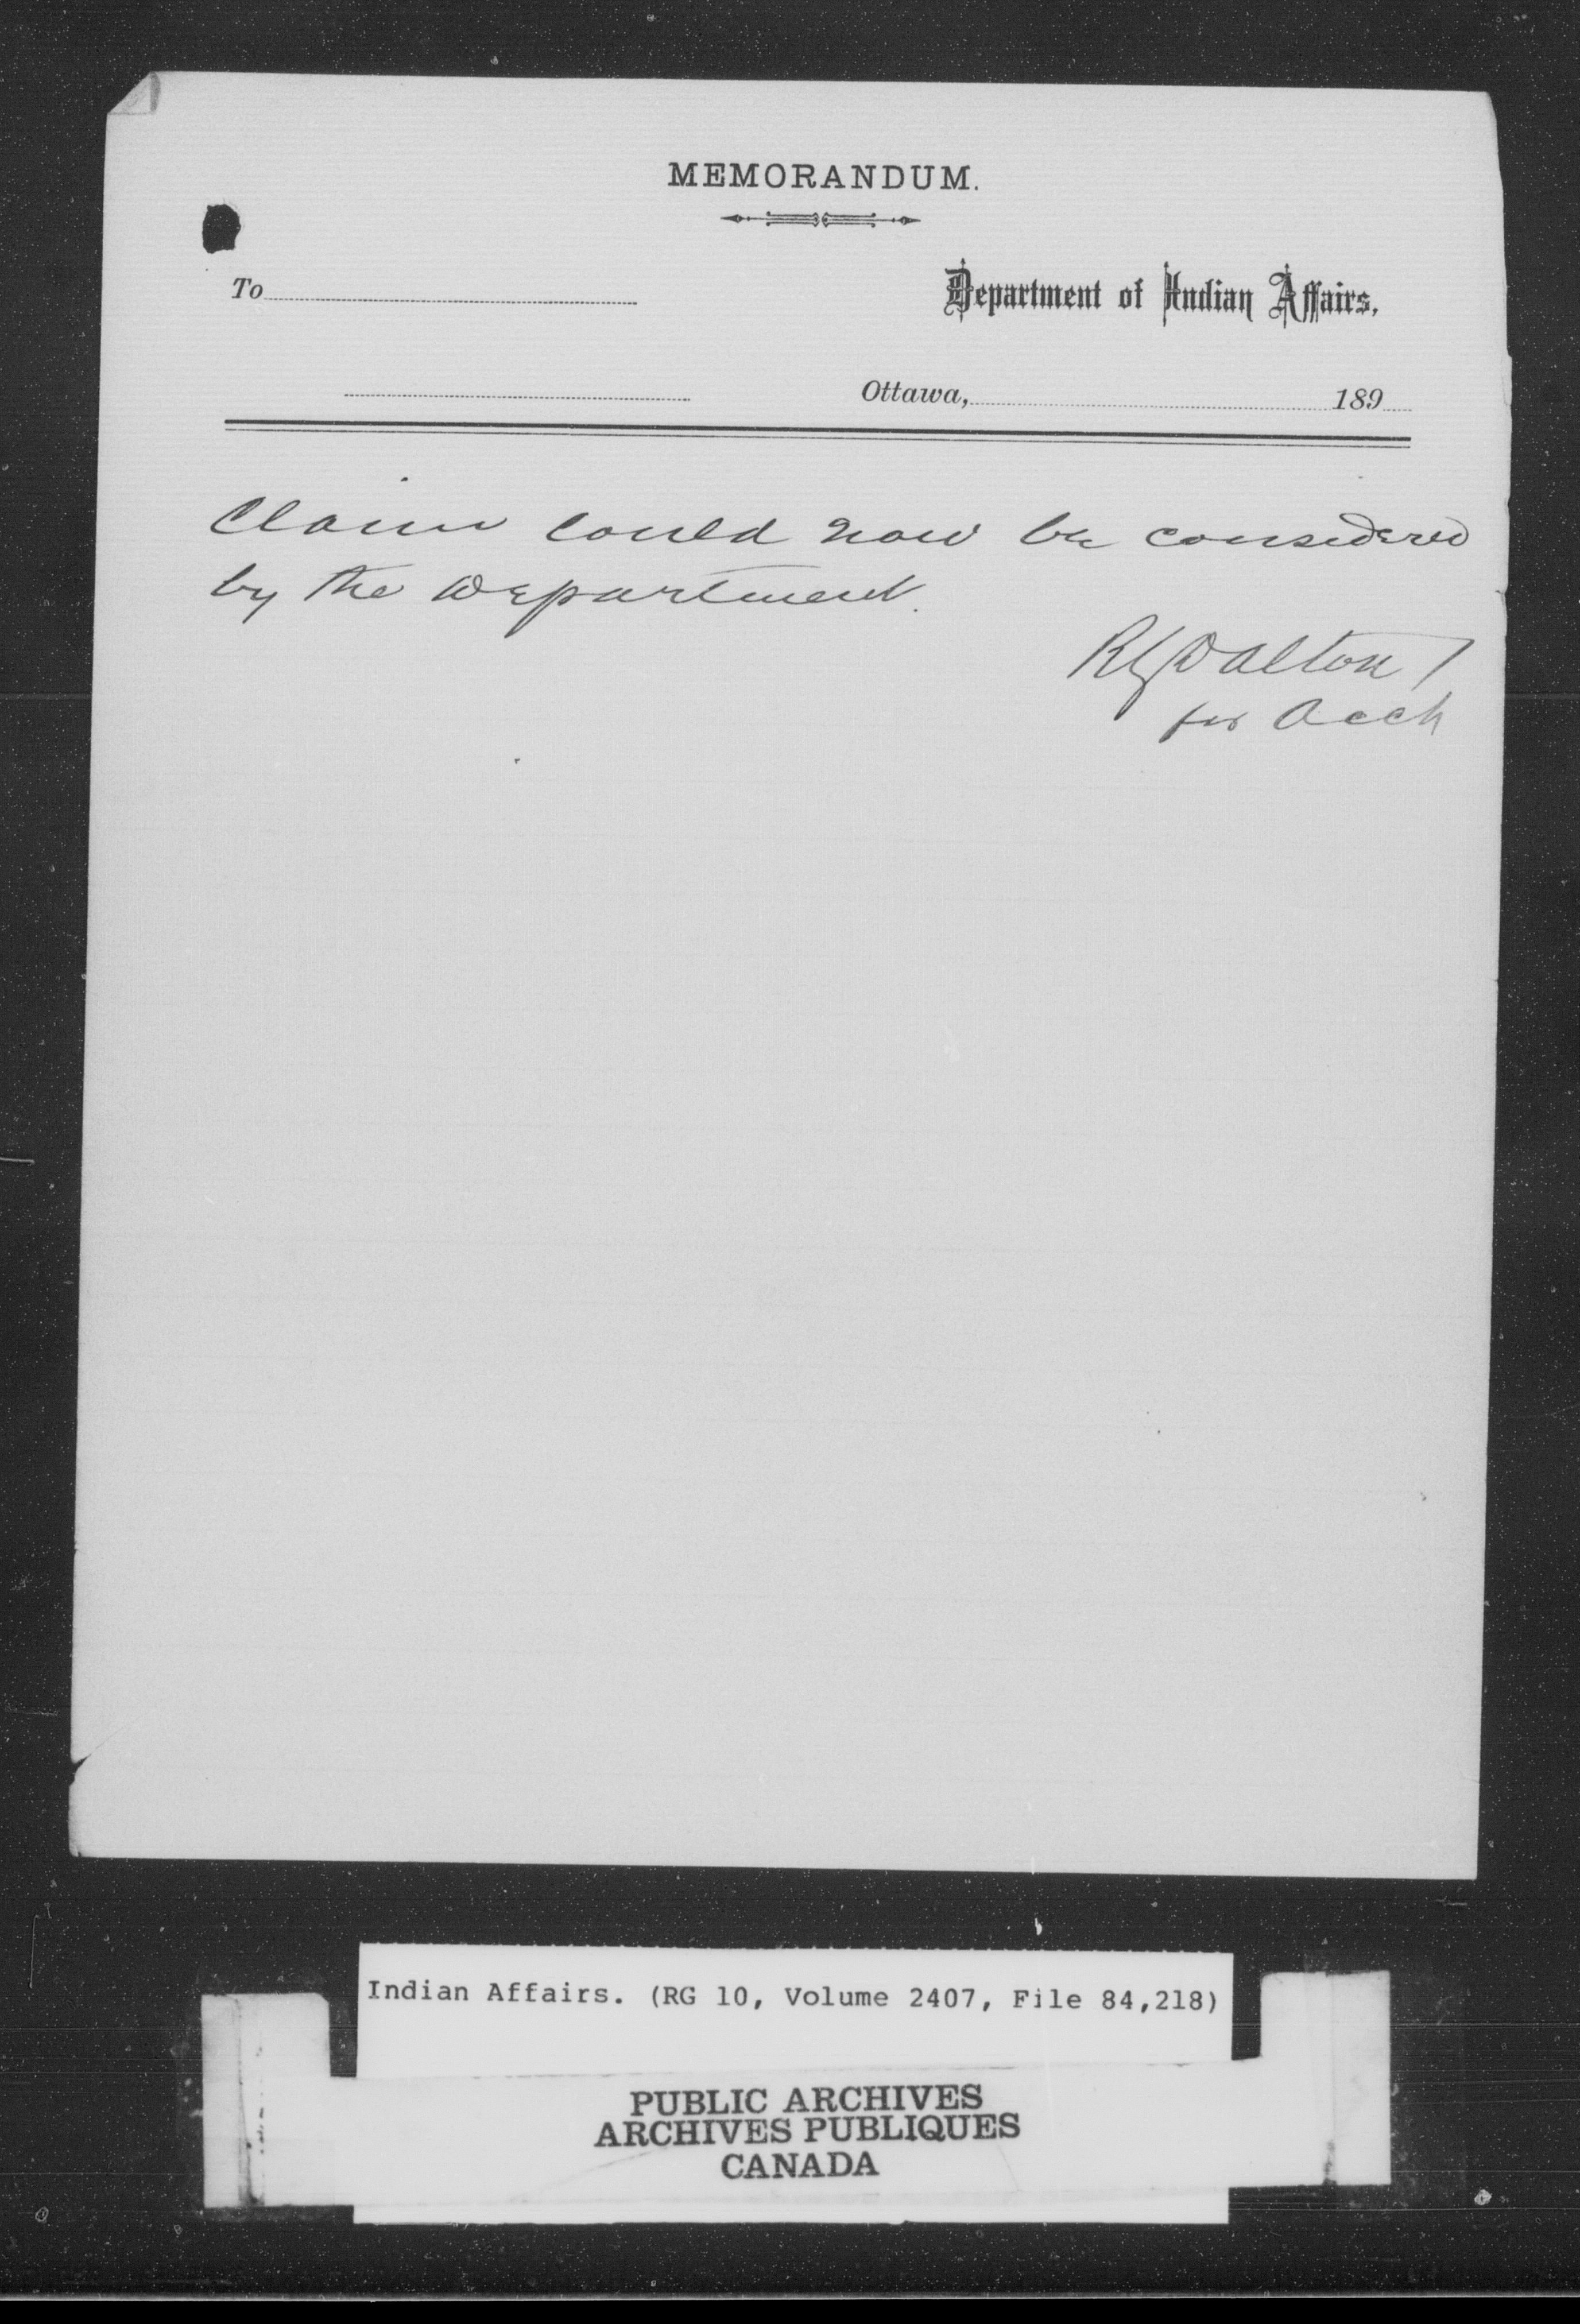 MEMORANDUM.
To
Department of Indian Affairs,
Ottawa, 189
Claim could now be considered
by the Department.
R G Dalton
for Acct
Indian Affairs. (RG 10, Volume 2407, File 84,218)
PUBLIC ARCHIVES
ARCHIVES PUBLIQUES
CANADA